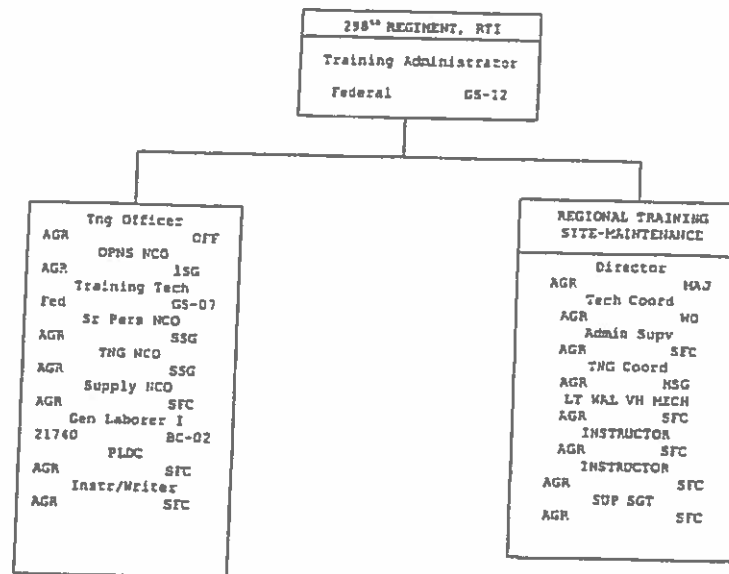 298th REGIMENT, RTI
Training Administrator
Federal GS-12
Tng Officer
AGR OFF
OPNS NCO
AGR 1SG
Training Tech
Fed GS-07
Sr Pers NCO
AGR SSG
TNG NCO
AGR SSG
Supply NCO
AGR SFC
Gen Laborer I
21740 BC-02
PLDC
AGR SFC
Instr/Writer
AGR SFC
REGIONAL TRAINING
SITE-MAINTENANCE
Director
AGR MAJ
Tech Coord
AGR WO
Admin Supv
AGR SFC
TNG Coord
AGR MSG
LT WAL VH MECH
AGR SFC
INSTRUCTOR
AGR SFC
INSTRUCTOR
AGR SFC
SUP SGT
AGR SFC